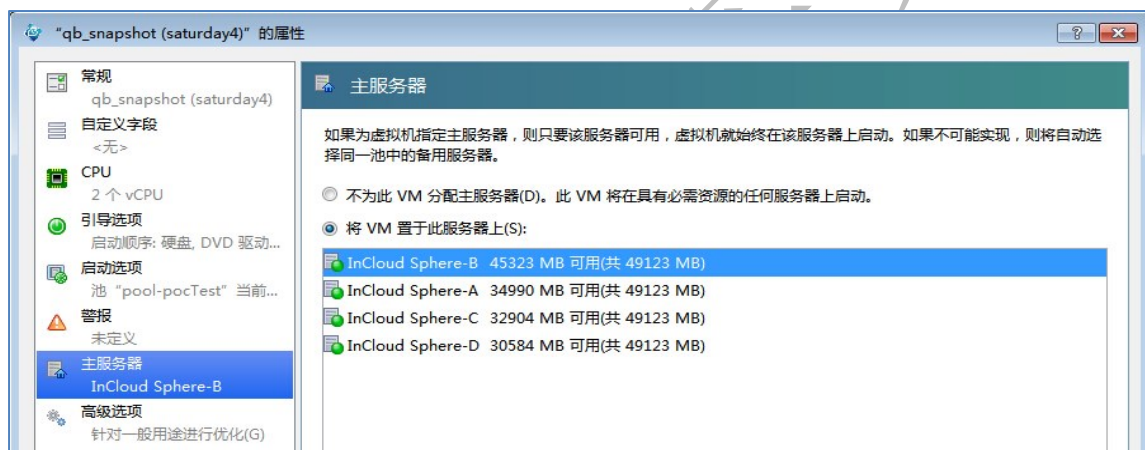 "qb_snapshot (saturday4)"的属性
常规
qb_snapshot (saturday4)
自定义字段
<无>
CPU
2 个 vCPU
引导选项
启动顺序: 硬盘, DVD 驱动...
启动选项
池 "pool-pocTest" 当前...
警报
未定义
主服务器
InCloud Sphere-B
高级选项
针对一般用途进行优化(G)
主服务器
如果为虚拟机指定主服务器，则只要该服务器可用，虚拟机就始终在该服务器上启动。如果不可能实现，则将自动选
择同一池中的备用服务器。
不为此 VM 分配主服务器(D)。此 VM 将在具有必需资源的任何服务器上启动。
将 VM 置于此服务器上(S):
InCloud Sphere-B 45323 MB 可用(共 49123 MB)
InCloud Sphere-A 34990 MB 可用(共 49123 MB)
InCloud Sphere-C 32904 MB 可用(共 49123 MB)
InCloud Sphere-D 30584 MB 可用(共 49123 MB)